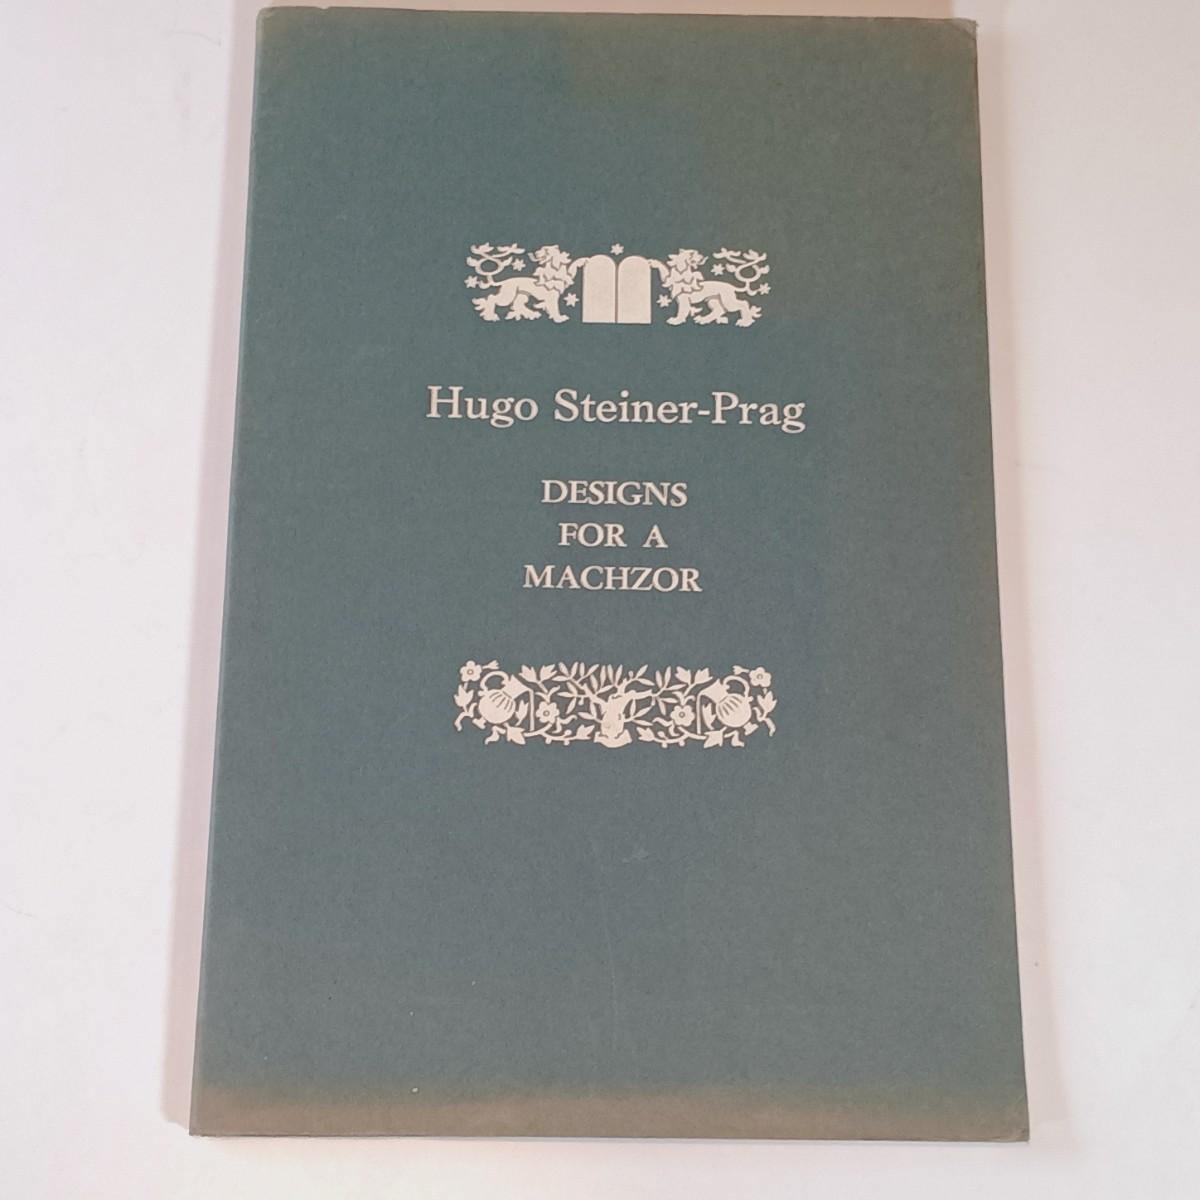 Hugo Steiner-Prag
DESIGNS
FOR A
MACHZOR